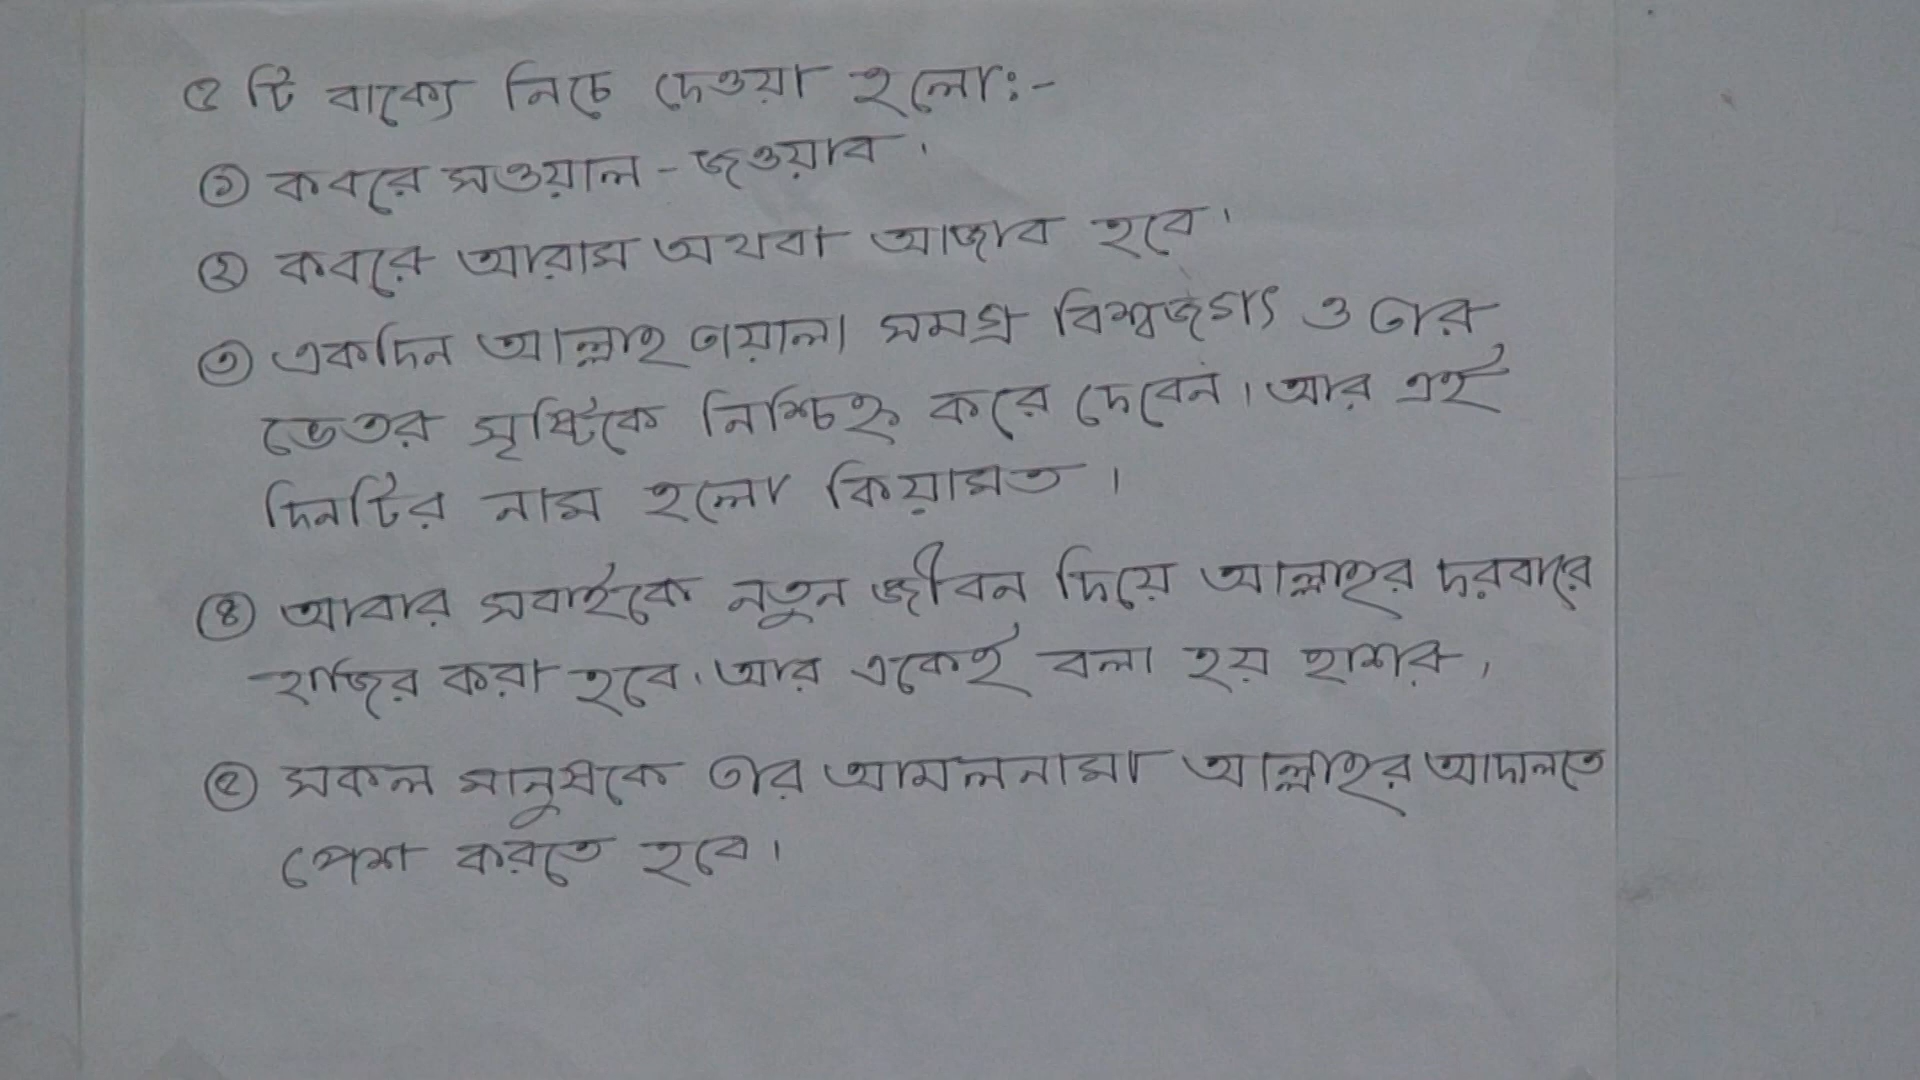 ৫ টি বাক্যে নিচে দেওয়া হলো:-
① কবরে সওয়াল - জওয়াব।
② কবরে আরাম অথবা আজাব হবে।
③ একদিন আল্লাহ তায়ালা সমগ্র বিশ্বজগৎ ও তার
ভেতর সৃষ্টিকে নিশ্চিহ্ন করে দেবেন। আর এই
দিনটির নাম হলো কিয়ামত।
④ আবার সবাইকে নতুন জীবন দিয়ে আল্লাহর দরবারে
হাজির করা হবে। আর একেই বলা হয় হাশর।
⑤ সকল মানুষকে তার আমলনামা আল্লাহর আদালতে
পেশ করতে হবে।